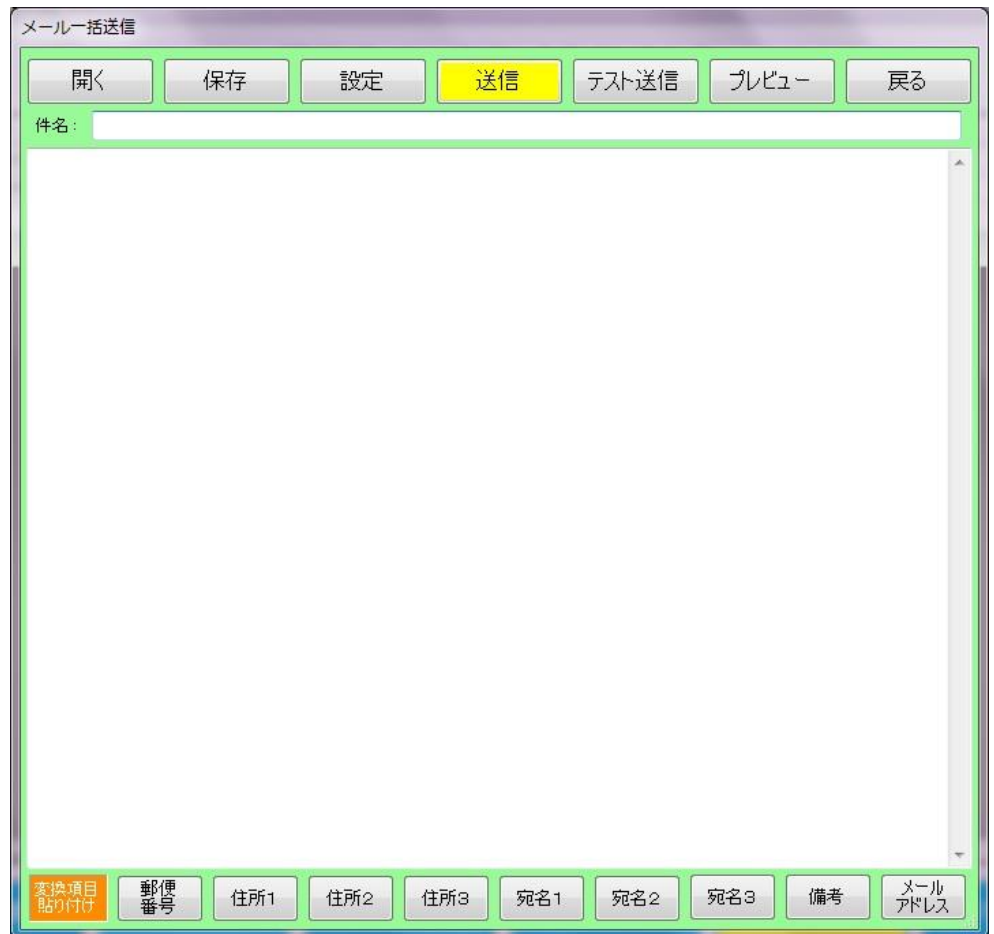 メール一括送信
開く 保存 設定 送信 テスト送信 プレビュー 戻る
件名:
変換項目
貼り付け
郵便
番号
住所1 住所2 住所3 宛名1 宛名2 宛名3 備考
メール
アドレス